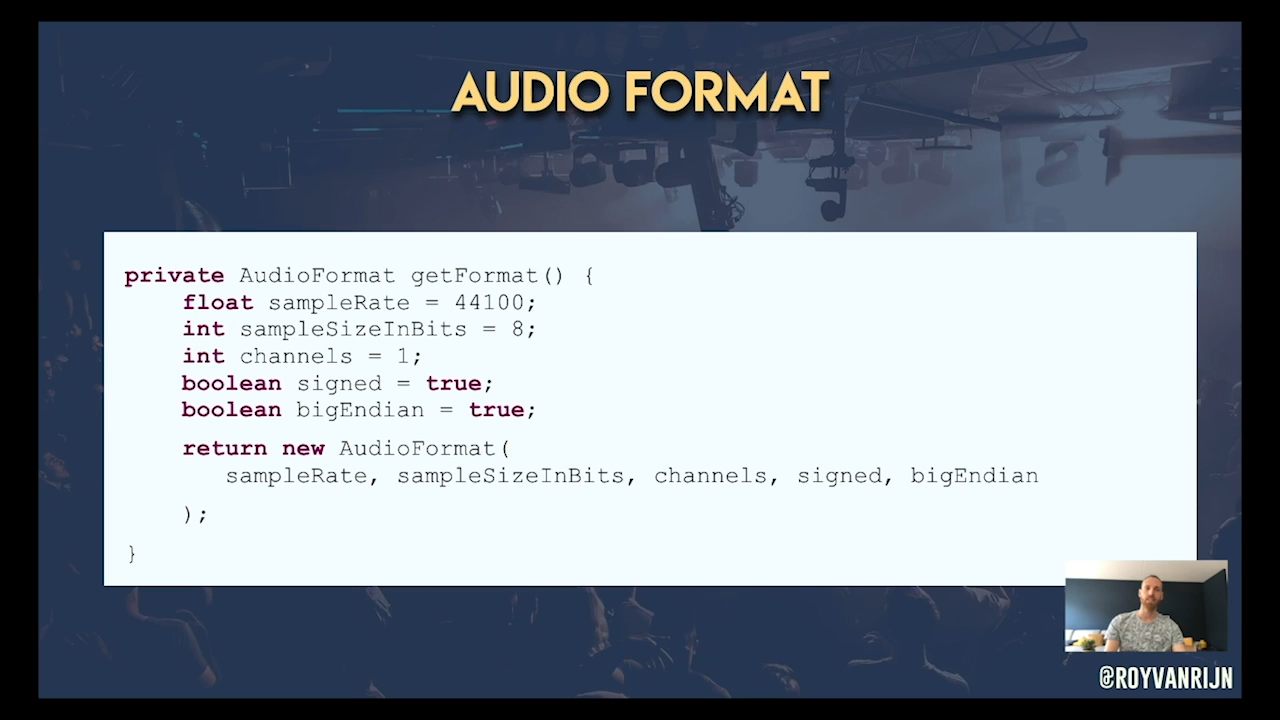 AUDIO FORMAT
private AudioFormat getFormat() {
float sampleRate = 44100;
int sampleSizeInBits = 8;
int channels = 1;
boolean signed = true;
boolean bigEndian = true;
return new AudioFormat(
sampleRate, sampleSizeInBits, channels, signed, bigEndian
);
}
@ROYVANRIJN